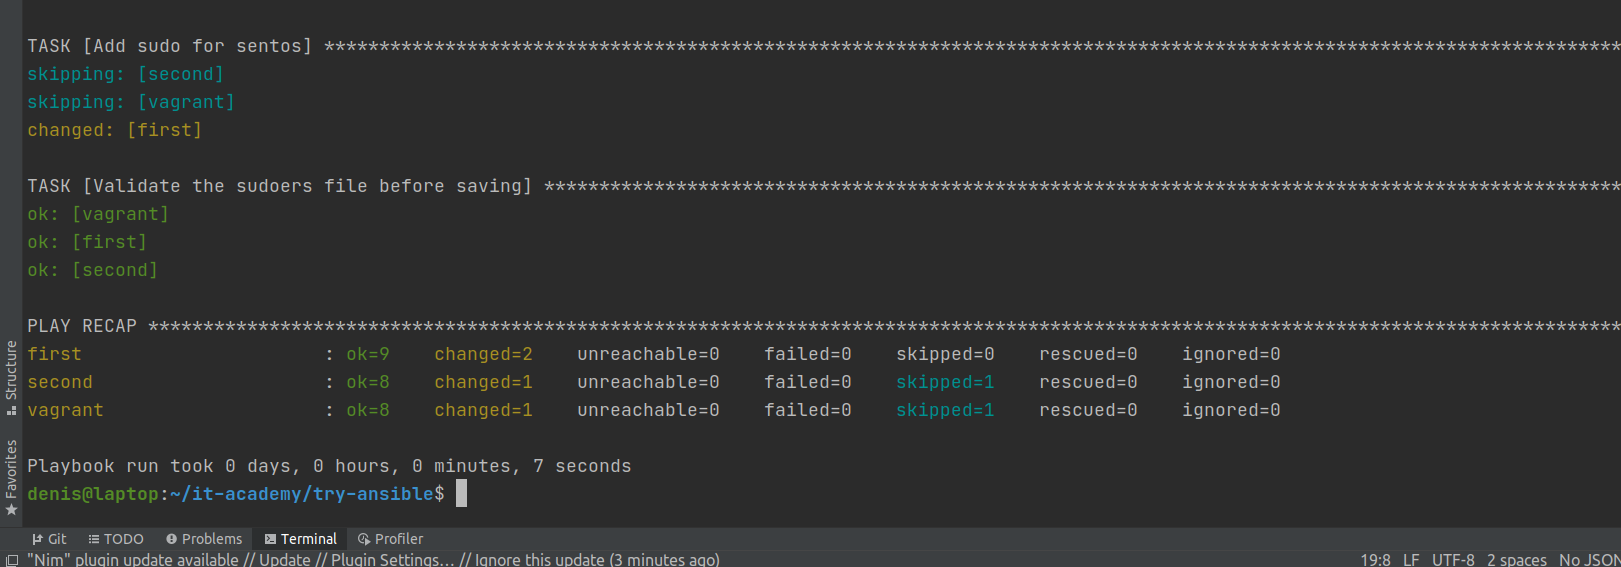 TASK [Add sudo for sentos] ****************************************************************************************************************************
skipping: [second]
skipping: [vagrant]
changed: [first]
TASK [Validate the sudoers file before saving] **************************************************************************************************
ok: [vagrant]
ok: [first]
ok: [second]
PLAY RECAP **************************************************************************************************************************************
first : ok=9 changed=2 unreachable=0 failed=0 skipped=0 rescued=0 ignored=0
second : ok=8 changed=1 unreachable=0 failed=0 skipped=1 rescued=0 ignored=0
vagrant : ok=8 changed=1 unreachable=0 failed=0 skipped=1 rescued=0 ignored=0
Playbook run took 0 days, 0 hours, 0 minutes, 7 seconds
denis@laptop:~/it-academy/try-ansible$
Structure
Favorites
Git TODO Problems Terminal Profiler
"Nim" plugin update available // Update // Plugin Settings... // Ignore this update (3 minutes ago) 19:8 LF UTF-8 2 spaces No JSON